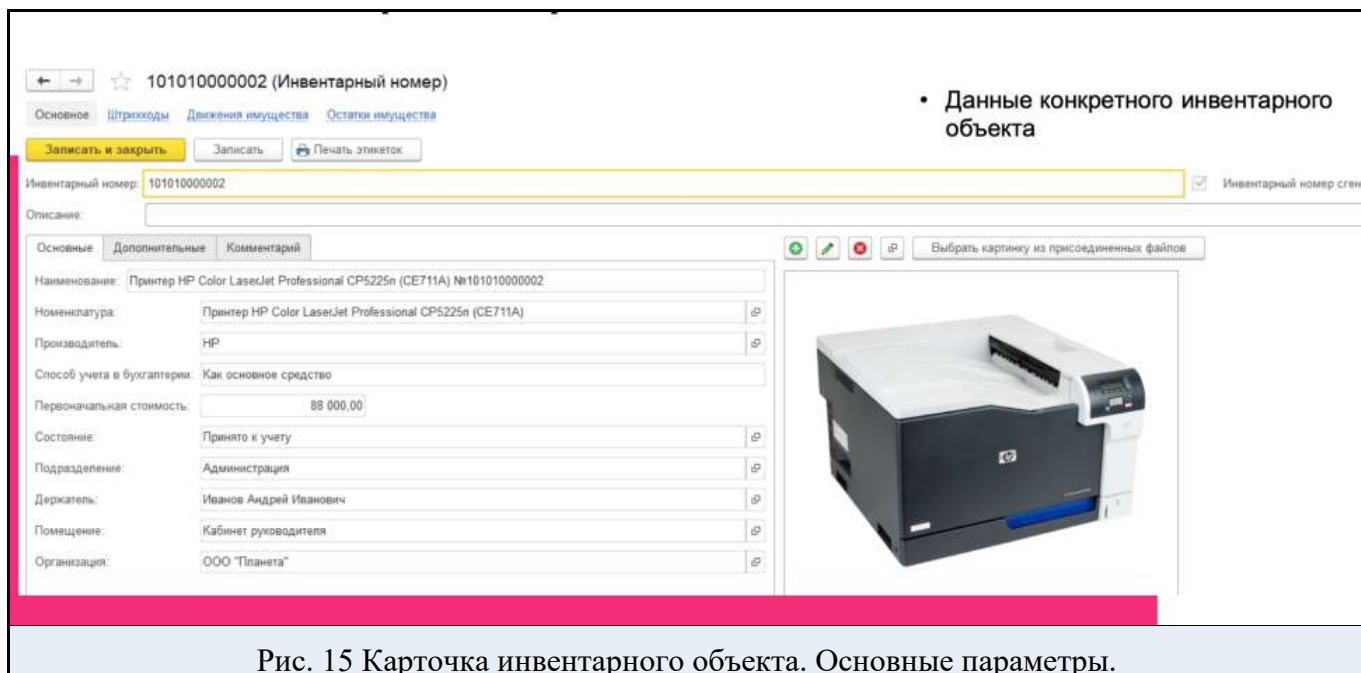 101010000002 (Инвентарный номер)
Основное Штрихкоды Движения имущества Остатки имущества
Записать и закрыть Записать Печать этикеток
• Данные конкретного инвентарного
объекта
Инвентарный номер: 101010000002 Инвентарный номер сген
Описание:
Основные Дополнительные Комментарий
Выбрать картинку из присоединенных файлов
Наименование: Принтер HP Color LaserJet Professional CP5225n (CE711A) №101010000002
Номенклатура: Принтер HP Color LaserJet Professional CP5225n (CE711A)
Производитель: HP
Способ учета в бухгалтерии: Как основное средство
Первоначальная стоимость: 88 000,00
Состояние: Принято к учету
Подразделение: Администрация
Держатель: Иванов Андрей Иванович
Помещение: Кабинет руководителя
Организация: ООО "Планета"
hp
Рис. 15 Карточка инвентарного объекта. Основные параметры.